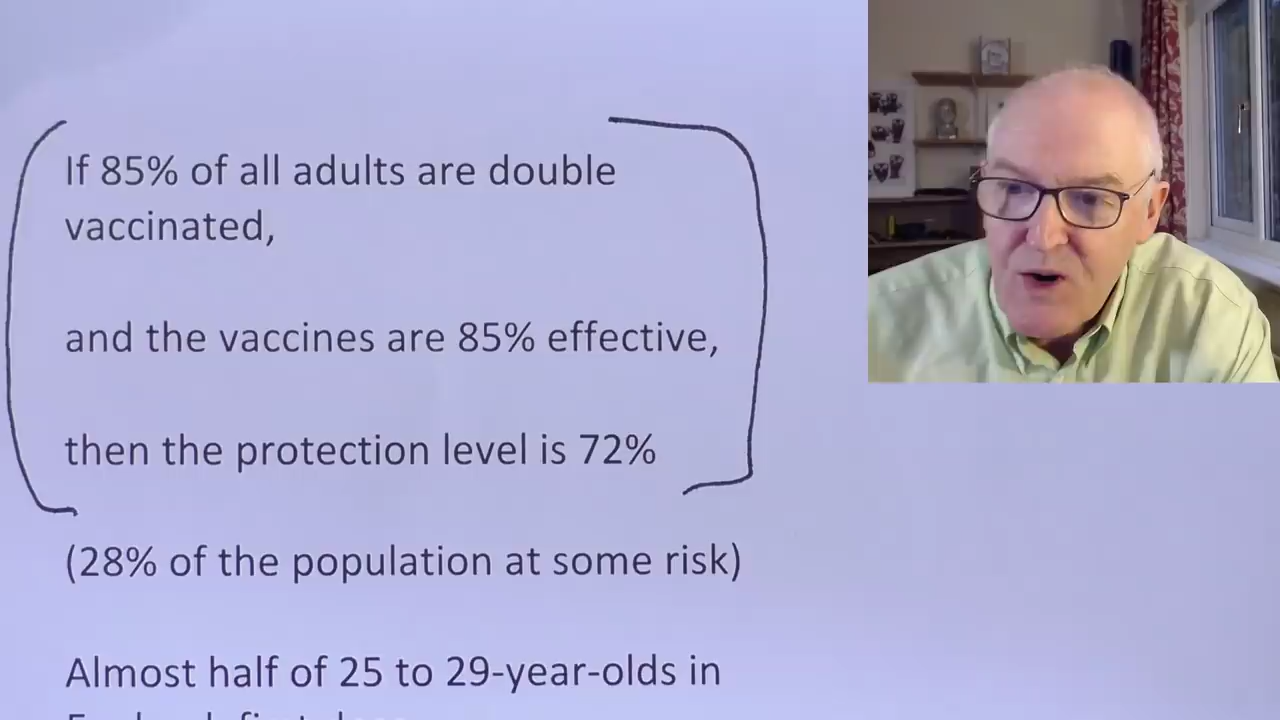 If 85% of all adults are double
vaccinated,
and the vaccines are 85% effective,
then the protection level is 72%
(28% of the population at some risk)
Almost half of 25 to 29-year-olds in